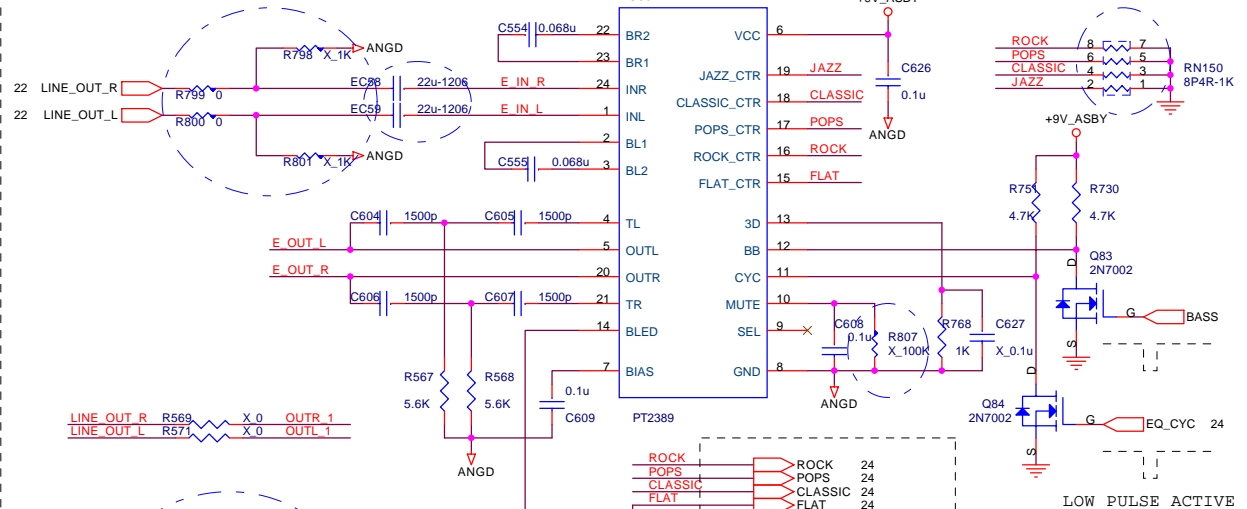 +9V_ASBY
C554 0.068u
22 BR2
VCC 6
R798 X_1K ANGD
ROCK 8 7
POPS 6 5
CLASSIC 4 3
JAZZ 2 1
RN150
8P4R-1K
23 BR1
JAZZ_CTR 19 JAZZ
C626
0.1u
ANGD
22 LINE_OUT_R
R799 0
EC58 22u-1206 E_IN_R 24 INR
CLASSIC_CTR 18 CLASSIC
22 LINE_OUT_L
R800 0
EC59 22u-1206 E_IN_L 1 INL
POPS_CTR 17 POPS
+9V_ASBY
2 BL1
ROCK_CTR 16 ROCK
R801 X_1K ANGD
C555 0.068u
3 BL2
FLAT_CTR 15 FLAT
R751
4.7K
R730
4.7K
C604 1500p C605 1500p 4 TL
3D 13
E_OUT_L 5 OUTL
BB 12
Q83
2N7002
D
G
S
BASS
E_OUT_R 20 OUTR
CYC 11
C606 1500p C607 1500p 21 TR
MUTE 10
14 BLED
SEL 9
C608
0.1u
R807
X_100K
R768
1K
C627
X_0.1u
7 BIAS
GND 8
ANGD
R567
5.6K
R568
5.6K
0.1u
C609
PT2389
Q84
2N7002
D
G
S
EQ_CYC 24
LINE_OUT_R R569 X_0 OUTR_1
LINE_OUT_L R571 X_0 OUTL_1
ANGD
ROCK ROCK 24
POPS POPS 24
CLASSIC CLASSIC 24
FLAT FLAT 24
LOW PULSE ACTIVE